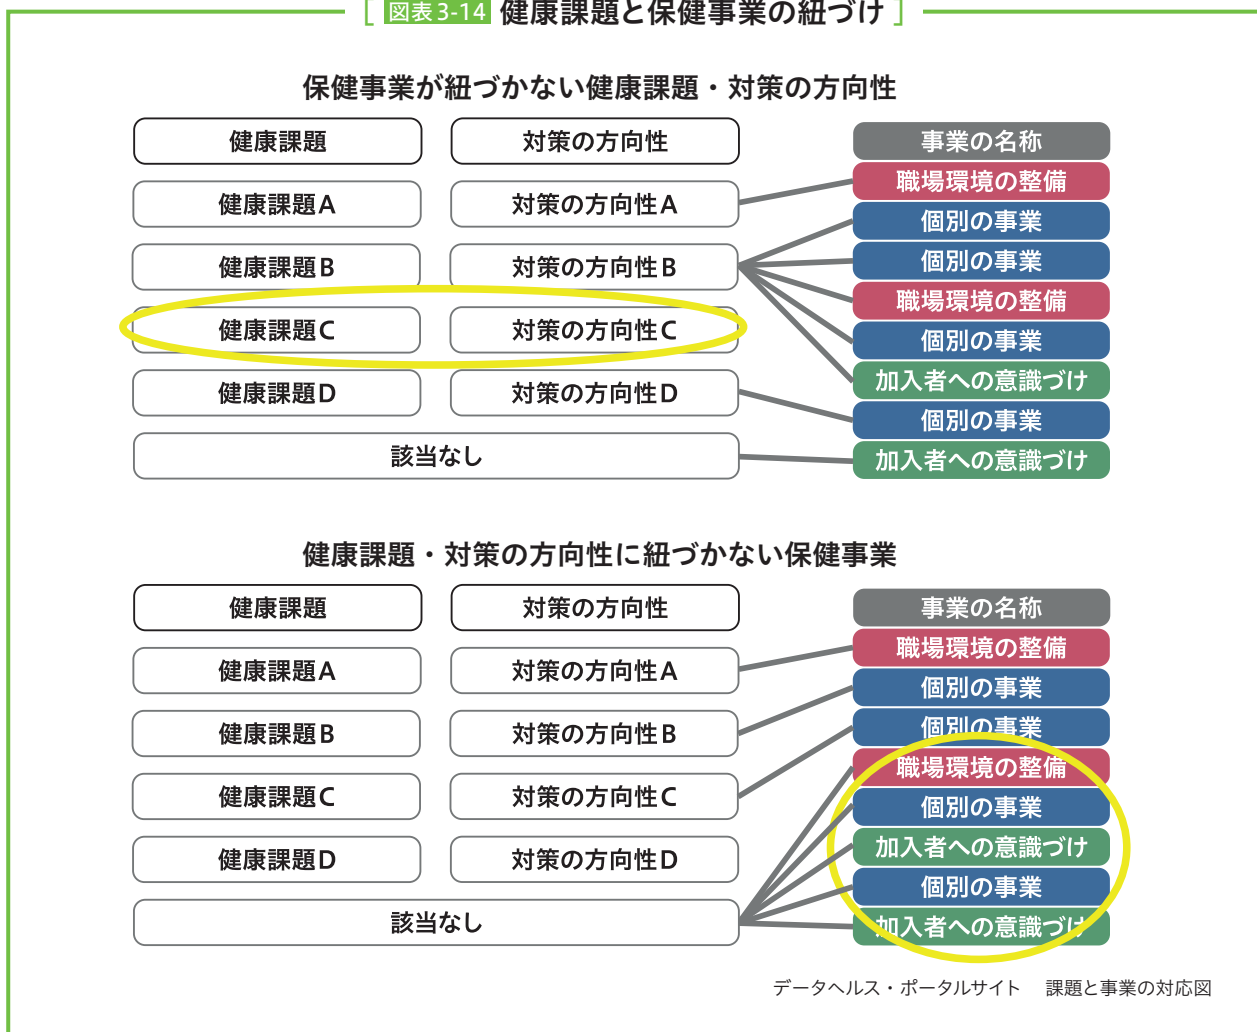 図表3-14 健康課題と保健事業の紐づけ
保健事業が紐づかない健康課題・対策の方向性
健康課題 対策の方向性 事業の名称
職場環境の整備
健康課題A 対策の方向性A
個別の事業
健康課題B 対策の方向性B 個別の事業
職場環境の整備
健康課題C 対策の方向性C 個別の事業
加入者への意識づけ
健康課題D 対策の方向性D
個別の事業
該当なし 加入者への意識づけ
健康課題・対策の方向性に紐づかない保健事業
健康課題 対策の方向性 事業の名称
職場環境の整備
健康課題A 対策の方向性A
個別の事業
健康課題B 対策の方向性B 個別の事業
職場環境の整備
健康課題C 対策の方向性C 個別の事業
加入者への意識づけ
健康課題D 対策の方向性D
個別の事業
該当なし 加入者への意識づけ
データヘルス・ポータルサイト 課題と事業の対応図